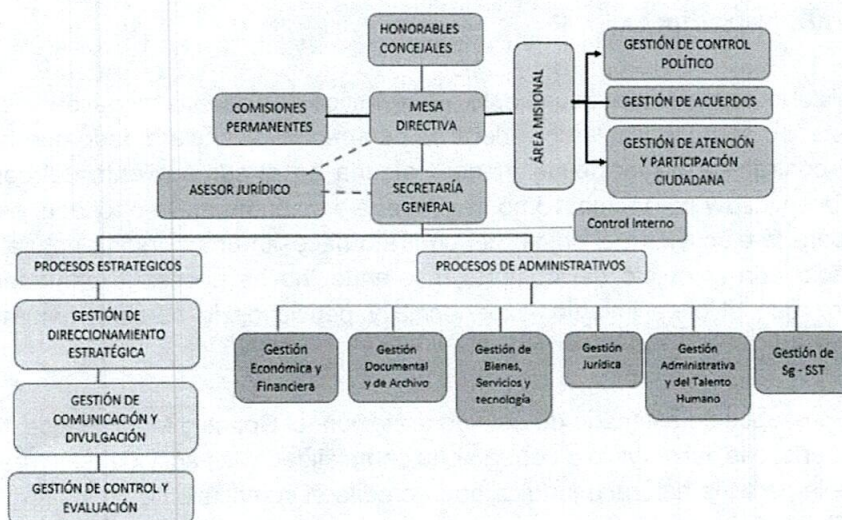 HONORABLES
CONCEJALES
COMISIONES
PERMANENTES
MESA
DIRECTIVA
ÁREA MISIONAL
GESTIÓN DE CONTROL
POLÍTICO
GESTIÓN DE ACUERDOS
GESTIÓN DE ATENCIÓN
Y PARTICIPACIÓN
CIUDADANA
ASESOR JURÍDICO
SECRETARÍA
GENERAL
Control Interno
PROCESOS ESTRATEGICOS
PROCESOS DE ADMINISTRATIVOS
GESTIÓN DE
DIRECCIONAMIENTO
ESTRATÉGICA
GESTIÓN DE
COMUNICACIÓN Y
DIVULGACIÓN
GESTIÓN DE CONTROL Y
EVALUACIÓN
Gestión
Económica y
Financiera
Gestión
Documental
y de Archivo
Gestión de
Bienes,
Servicios y
tecnología
Gestión
Jurídica
Gestión
Administrativa
y del Talento
Humano
Gestión de
Sg - SST